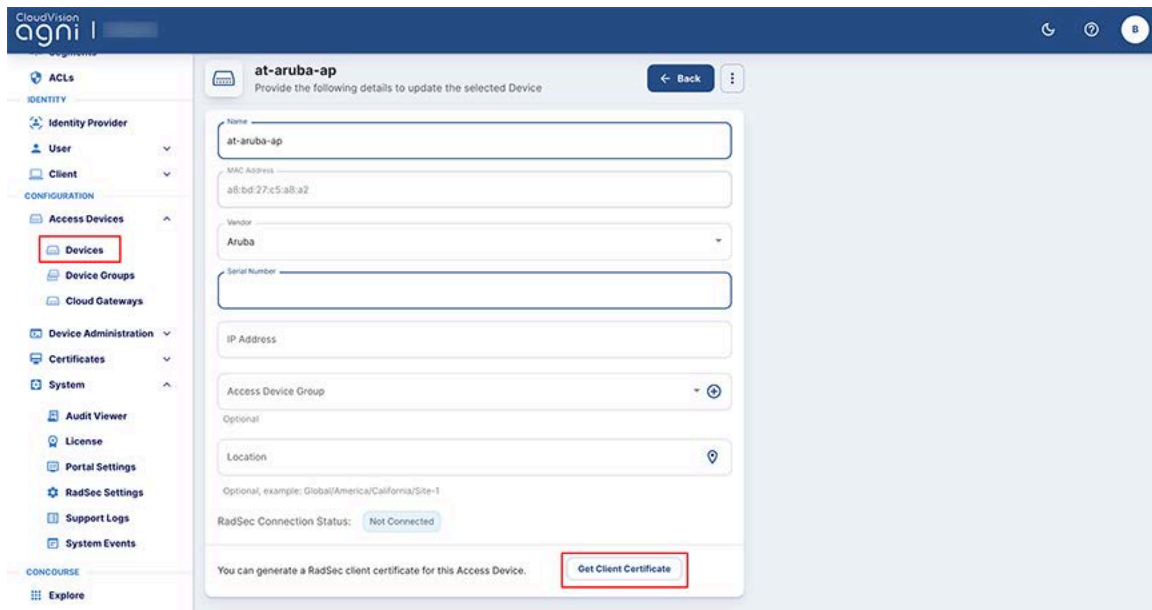 CloudVision
agni
B
Segments
ACLs
IDENTITY
Identity Provider
User
Client
CONFIGURATION
Access Devices
Devices
Device Groups
Cloud Gateways
Device Administration
Certificates
System
Audit Viewer
License
Portal Settings
RadSec Settings
Support Logs
System Events
CONCOURSE
Explore
at-aruba-ap
Provide the following details to update the selected Device
Back
Name
at-aruba-ap
MAC Address
a8:bd:27:c5:a8:a2
Vendor
Aruba
Serial Number
IP Address
Access Device Group
Optional
Location
Optional, example: Global/America/California/Site-1
RadSec Connection Status: Not Connected
You can generate a RadSec client certificate for this Access Device. Get Client Certificate